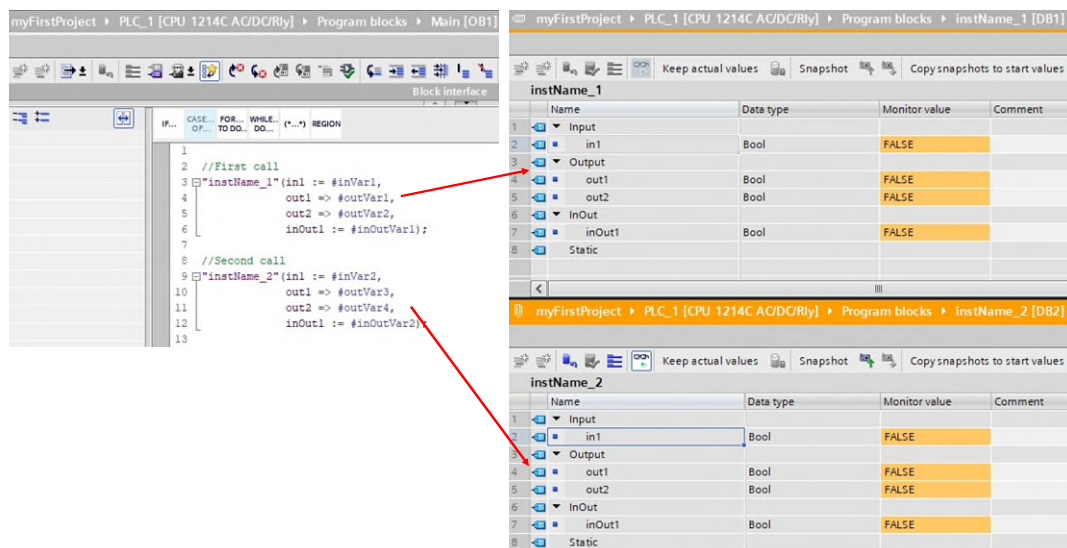 myFirstProject ▸ PLC_1 [CPU 1214C AC/DC/Rly] ▸ Program blocks ▸ Main [OB1]
Block interface
IF... CASE... OF... FOR... TO DO.. WHILE.. DO... (*...*) REGION
1
2 //First call
3 "instName_1"(in1 := #inVar1,
4 out1 => #outVar1,
5 out2 => #outVar2,
6 inOut1 := #inOutVar1);
7
8 //Second call
9 "instName_2"(in1 := #inVar2,
10 out1 => #outVar3,
11 out2 => #outVar4,
12 inOut1 := #inOutVar2);
13
myFirstProject ▸ PLC_1 [CPU 1214C AC/DC/Rly] ▸ Program blocks ▸ instName_1 [DB1]
Keep actual values Snapshot Copy snapshots to start values
instName_1
Name Data type Monitor value Comment
1 Input
2 in1 Bool FALSE
3 Output
4 out1 Bool FALSE
5 out2 Bool FALSE
6 InOut
7 inOut1 Bool FALSE
8 Static
myFirstProject ▸ PLC_1 [CPU 1214C AC/DC/Rly] ▸ Program blocks ▸ instName_2 [DB2]
Keep actual values Snapshot Copy snapshots to start values
instName_2
Name Data type Monitor value Comment
1 Input
2 in1 Bool FALSE
3 Output
4 out1 Bool FALSE
5 out2 Bool FALSE
6 InOut
7 inOut1 Bool FALSE
8 Static